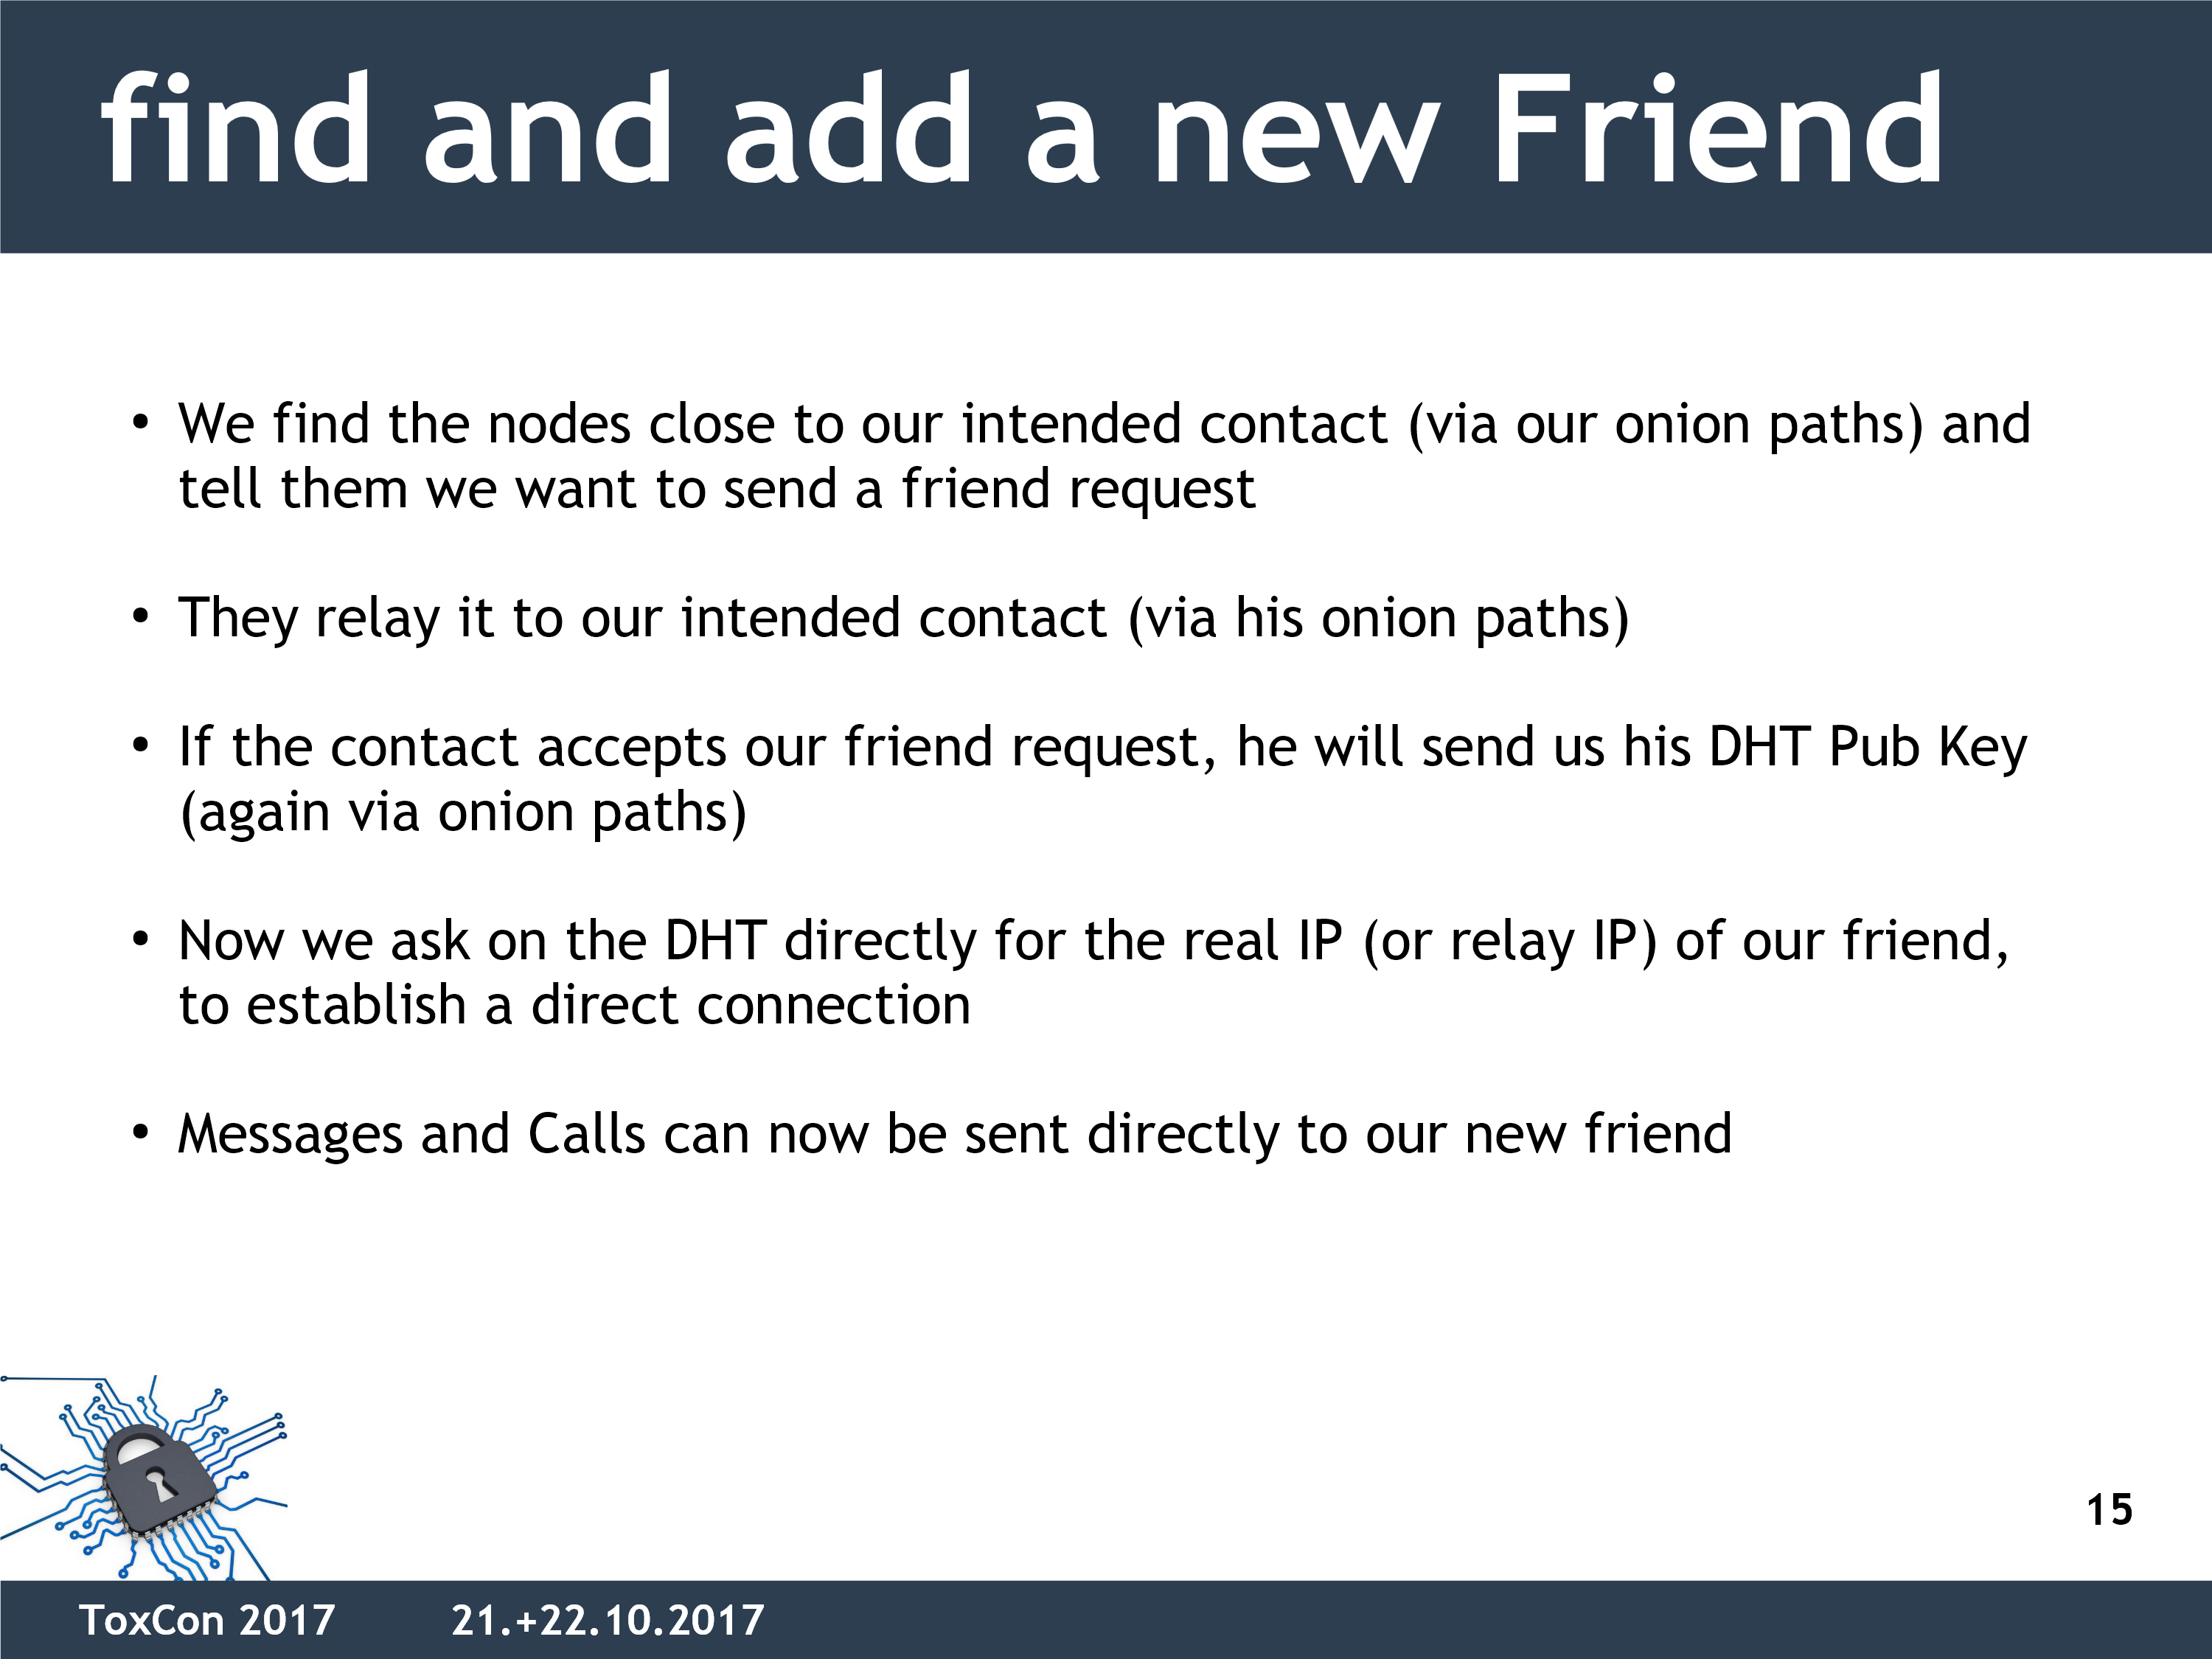 find and add a new Friend
• We find the nodes close to our intended contact (via our onion paths) and
tell them we want to send a friend request
• They relay it to our intended contact (via his onion paths)
• If the contact accepts our friend request, he will send us his DHT Pub Key
(again via onion paths)
• Now we ask on the DHT directly for the real IP (or relay IP) of our friend,
to establish a direct connection
• Messages and Calls can now be sent directly to our new friend
15
ToxCon 2017 21.+22.10.2017